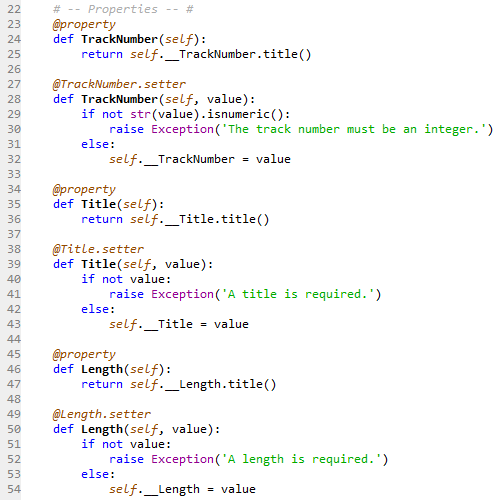 22 # -- Properties -- #
23 @property
24 def TrackNumber(self):
25 return self.__TrackNumber.title()
26
27 @TrackNumber.setter
28 def TrackNumber(self, value):
29 if not str(value).isnumeric():
30 raise Exception('The track number must be an integer.')
31 else:
32 self.__TrackNumber = value
33
34 @property
35 def Title(self):
36 return self.__Title.title()
37
38 @Title.setter
39 def Title(self, value):
40 if not value:
41 raise Exception('A title is required.')
42 else:
43 self.__Title = value
44
45 @property
46 def Length(self):
47 return self.__Length.title()
48
49 @Length.setter
50 def Length(self, value):
51 if not value:
52 raise Exception('A length is required.')
53 else:
54 self.__Length = value